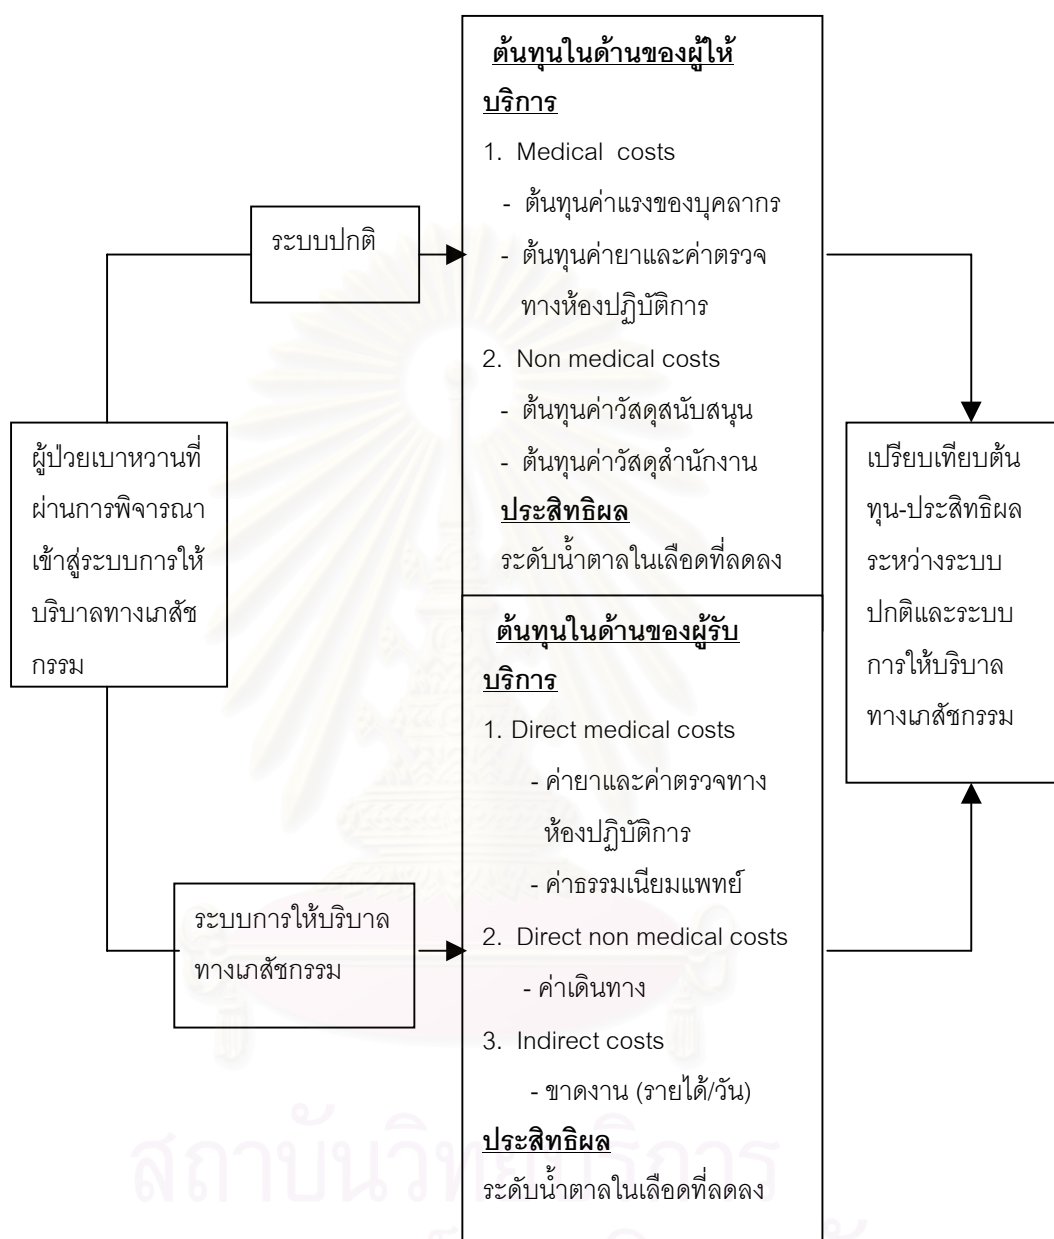 ผู้ป่วยเบาหวานที่
ผ่านการพิจารณา
เข้าสู่ระบบการให้
บริบาลทางเภสัช
กรรม
ระบบปกติ
ระบบการให้บริบาล
ทางเภสัชกรรม
ต้นทุนในด้านของผู้ให้
บริการ
1. Medical costs
- ต้นทุนค่าแรงของบุคลากร
- ต้นทุนค่ายาและค่าตรวจ
ทางห้องปฏิบัติการ
2. Non medical costs
- ต้นทุนค่าวัสดุสนับสนุน
- ต้นทุนค่าวัสดุสำนักงาน
ประสิทธิผล
ระดับน้ำตาลในเลือดที่ลดลง
ต้นทุนในด้านของผู้รับ
บริการ
1. Direct medical costs
- ค่ายาและค่าตรวจทาง
ห้องปฏิบัติการ
- ค่าธรรมเนียมแพทย์
2. Direct non medical costs
- ค่าเดินทาง
3. Indirect costs
- ขาดงาน (รายได้/วัน)
ประสิทธิผล
ระดับน้ำตาลในเลือดที่ลดลง
เปรียบเทียบต้น
ทุน-ประสิทธิผล
ระหว่างระบบ
ปกติและระบบ
การให้บริบาล
ทางเภสัชกรรม
สถาบันวิทยบริการ